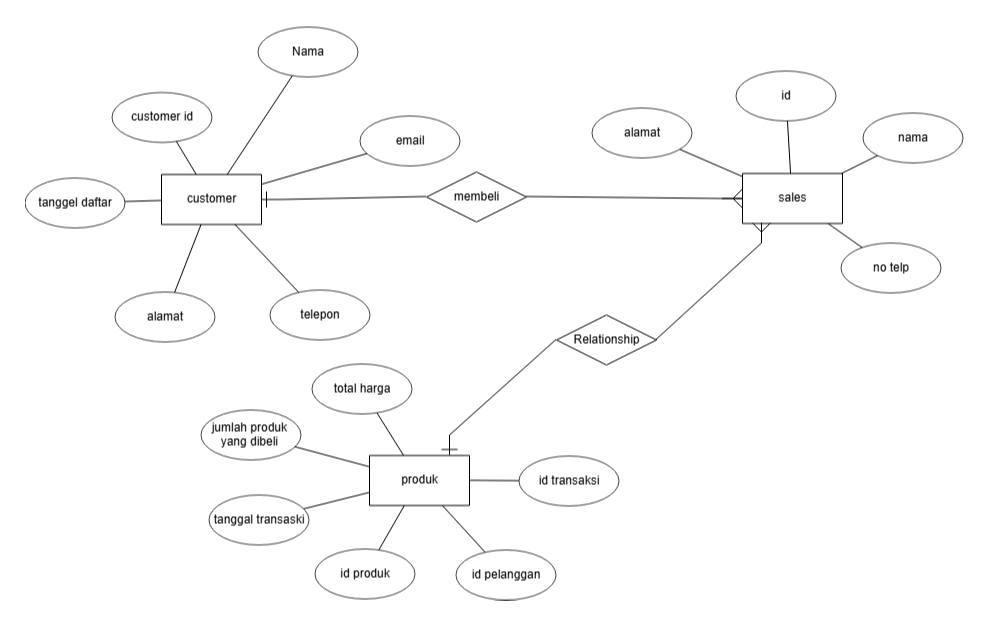 Nama
customer id
email
tanggel daftar
customer
alamat
telepon
membeli
id
alamat
nama
sales
no telp
Relationship
total harga
jumlah produk
yang dibeli
produk
id transaksi
tanggal transaski
id produk
id pelanggan